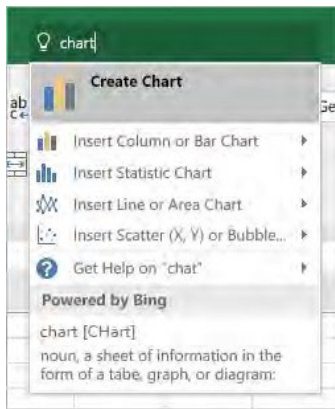 chart
Create Chart
ab
c
Ge
Insert Column or Bar Chart
Insert Statistic Chart
Insert Line or Area Chart
Insert Scatter (X, Y) or Bubble...
Get Help on "chat"
Powered by Bing
chart [CHart]
noun, a sheet of information in the
form of a tabe, graph, or diagram: